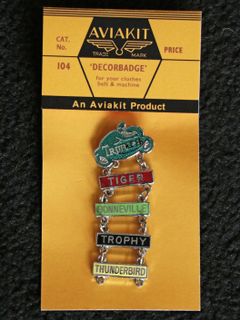 AVIAKIT
TRADE MARK
CAT. No.
PRICE
104
'DECORBADGE'
for your clothes
belt & machine
An Aviakit Product
TRIUMPH
TIGER
BONNEVILLE
TROPHY
THUNDERBIRD